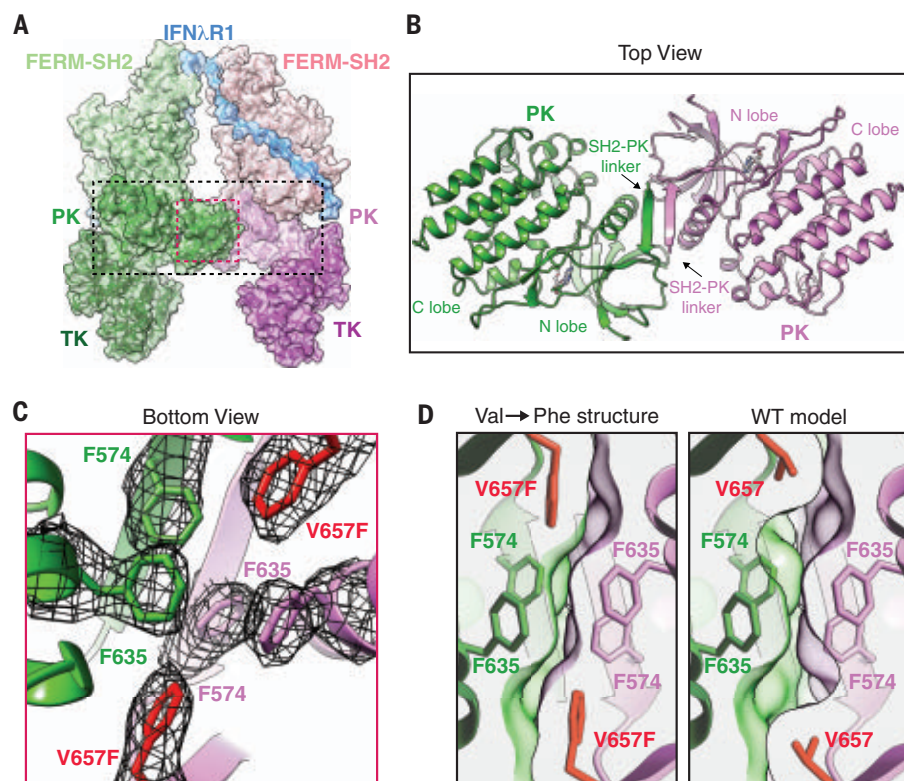 A
IFNλR1
FERM-SH2
FERM-SH2
PK
PK
TK
TK
B
Top View
PK
N lobe
C lobe
SH2-PK
linker
SH2-PK
linker
C lobe
N lobe
PK
C
Bottom View
F574
V657F
F635
F635
F574
V657F
D
Val→Phe structure
WT model
V657F
F574
F635
V657F
V657
F574
F635
F635
F574
V657